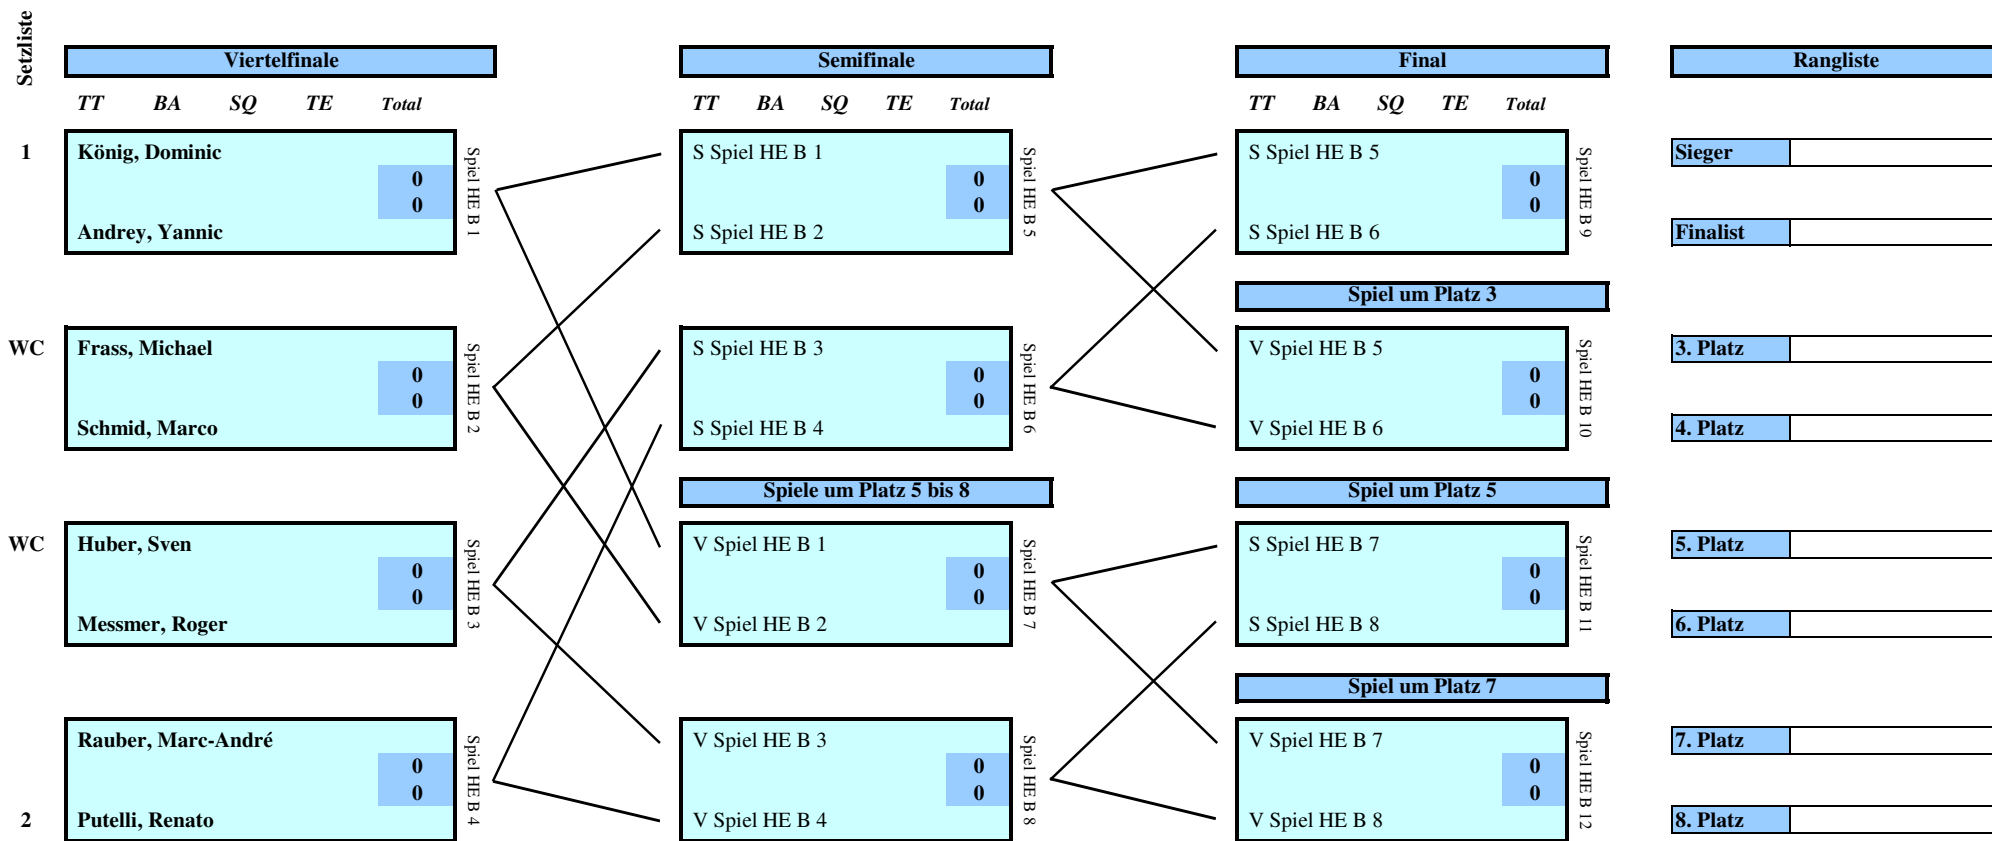 Setzliste
Viertelfinale
Semifinale
Final
Rangliste
TT BA SQ TE Total
TT BA SQ TE Total
TT BA SQ TE Total
1
König, Dominic
0
0
Andrey, Yannic
Spiel HE B 1
S Spiel HE B 1
0
0
S Spiel HE B 2
Spiel HE B 5
S Spiel HE B 5
0
0
S Spiel HE B 6
Spiel HE B 9
Sieger
Finalist
Spiel um Platz 3
WC
Frass, Michael
0
0
Schmid, Marco
Spiel HE B 2
S Spiel HE B 3
0
0
S Spiel HE B 4
Spiel HE B 6
V Spiel HE B 5
0
0
V Spiel HE B 6
Spiel HE B 10
3. Platz
4. Platz
Spiele um Platz 5 bis 8
Spiel um Platz 5
WC
Huber, Sven
0
0
Messmer, Roger
Spiel HE B 3
V Spiel HE B 1
0
0
V Spiel HE B 2
Spiel HE B 7
S Spiel HE B 7
0
0
S Spiel HE B 8
Spiel HE B 11
5. Platz
6. Platz
Spiel um Platz 7
Rauber, Marc-André
0
0
2
Putelli, Renato
Spiel HE B 4
V Spiel HE B 3
0
0
V Spiel HE B 4
Spiel HE B 8
V Spiel HE B 7
0
0
V Spiel HE B 8
Spiel HE B 12
7. Platz
8. Platz